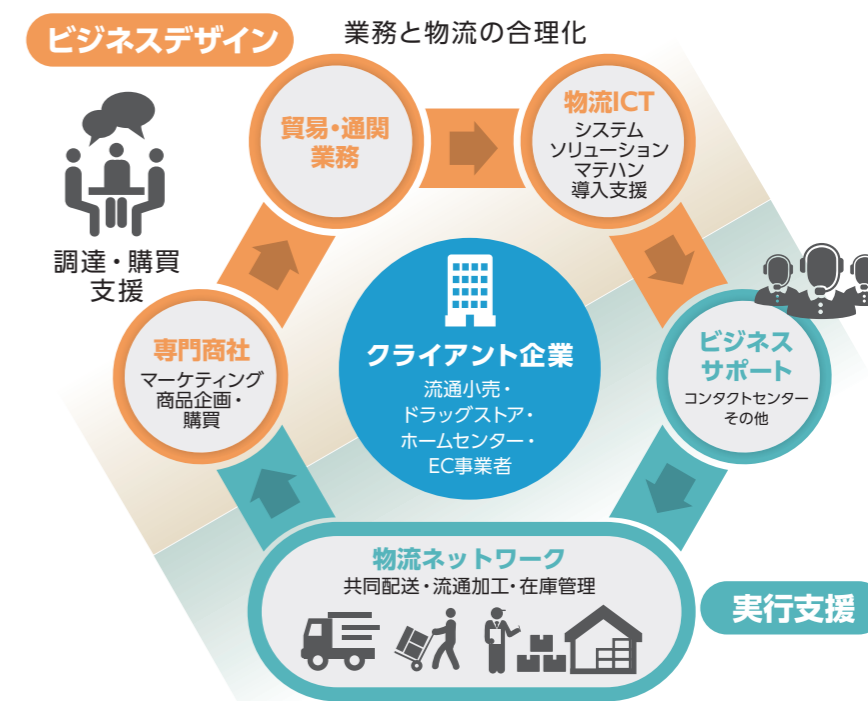 ビジネスデザイン
業務と物流の合理化
貿易・通関
業務
物流ICT
システム
ソリューション
マテハン
導入支援
調達・購買
支援
専門商社
マーケティング
商品企画・
購買
クライアント企業
流通小売・
ドラッグストア・
ホームセンター・
EC事業者
ビジネス
サポート
コンタクトセンター
その他
物流ネットワーク
共同配送・流通加工・在庫管理
実行支援